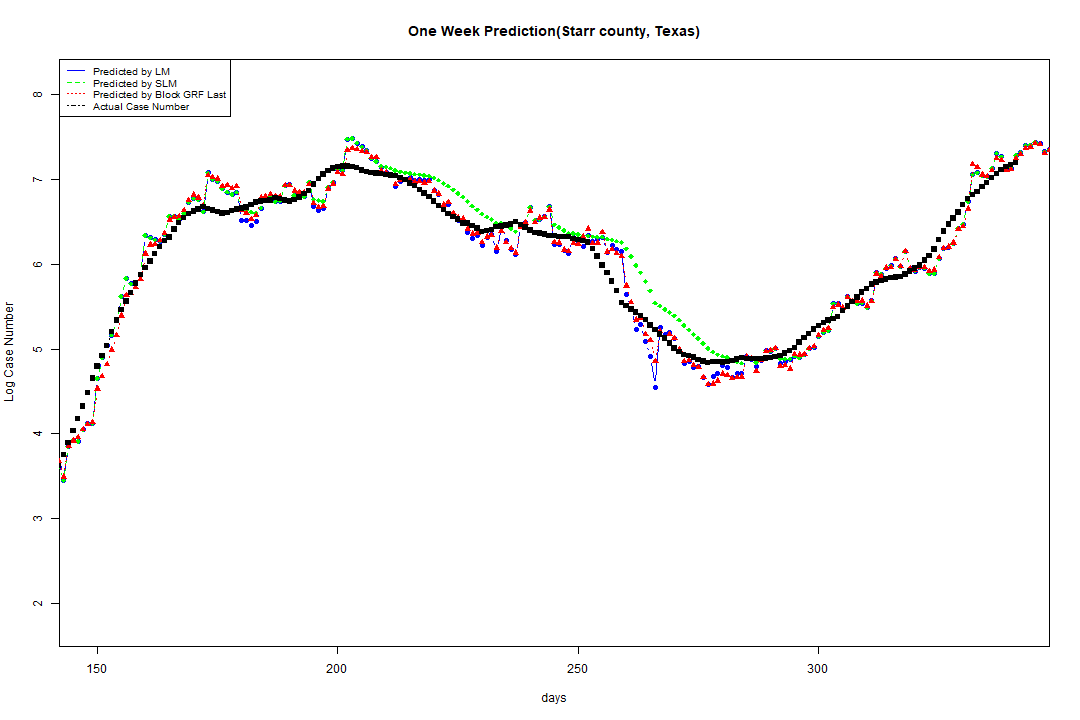 One Week Prediction(Starr county, Texas)
Predicted by LM
Predicted by SLM
Predicted by Block GRF Last
Actual Case Number
8
7
6
5
4
3
2
Log Case Number
150 200 250 300
days